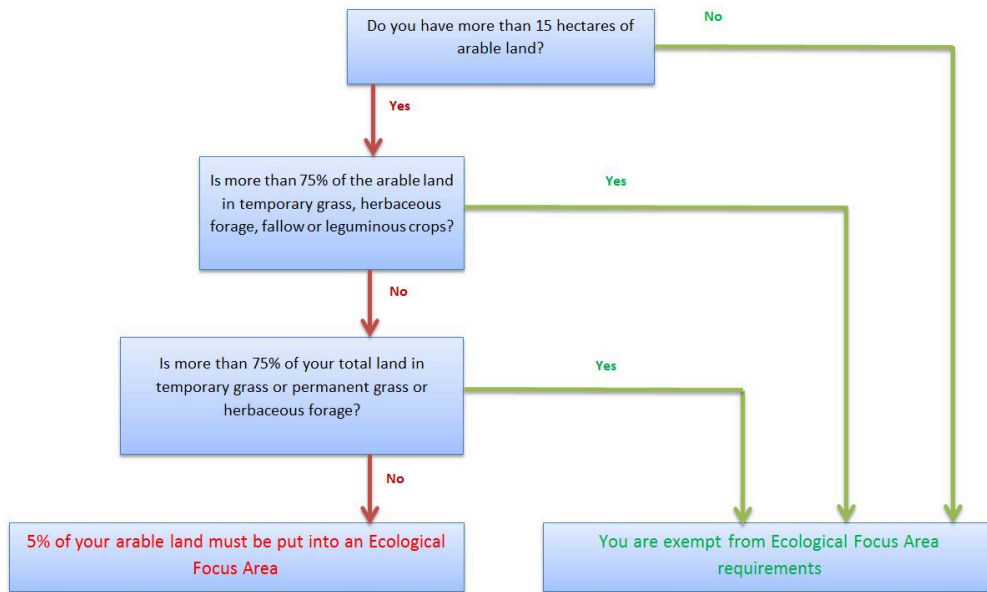 Do you have more than 15 hectares of
arable land?
No
Yes
Is more than 75% of the arable land
in temporary grass, herbaceous
forage, fallow or leguminous crops?
Yes
No
Is more than 75% of your total land in
temporary grass or permanent grass or
herbaceous forage?
Yes
No
5% of your arable land must be put into an Ecological
Focus Area
You are exempt from Ecological Focus Area
requirements